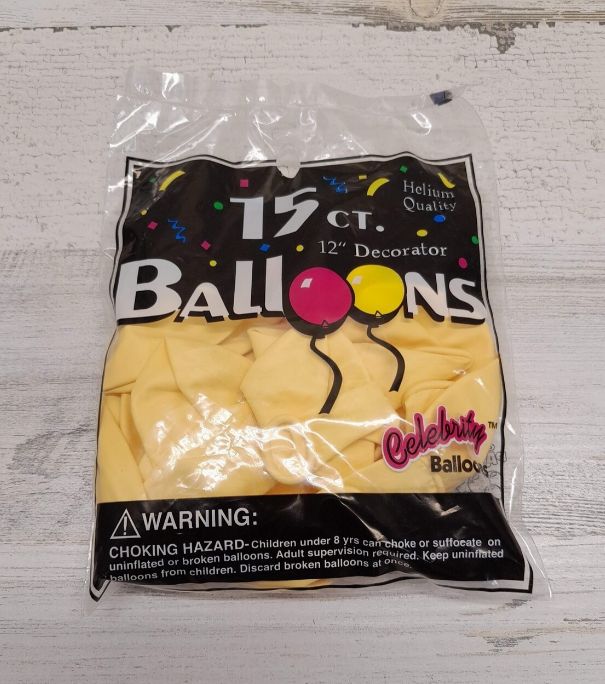 Helium
Quality
15 CT.
12" Decorator
BALLOONS
Celebrity™
Balloons
WARNING:
CHOKING HAZARD- Children under 8 yrs can choke or suffocate on
uninflated or broken balloons. Adult supervision required. Keep uninflated
balloons from children. Discard broken balloons at once.